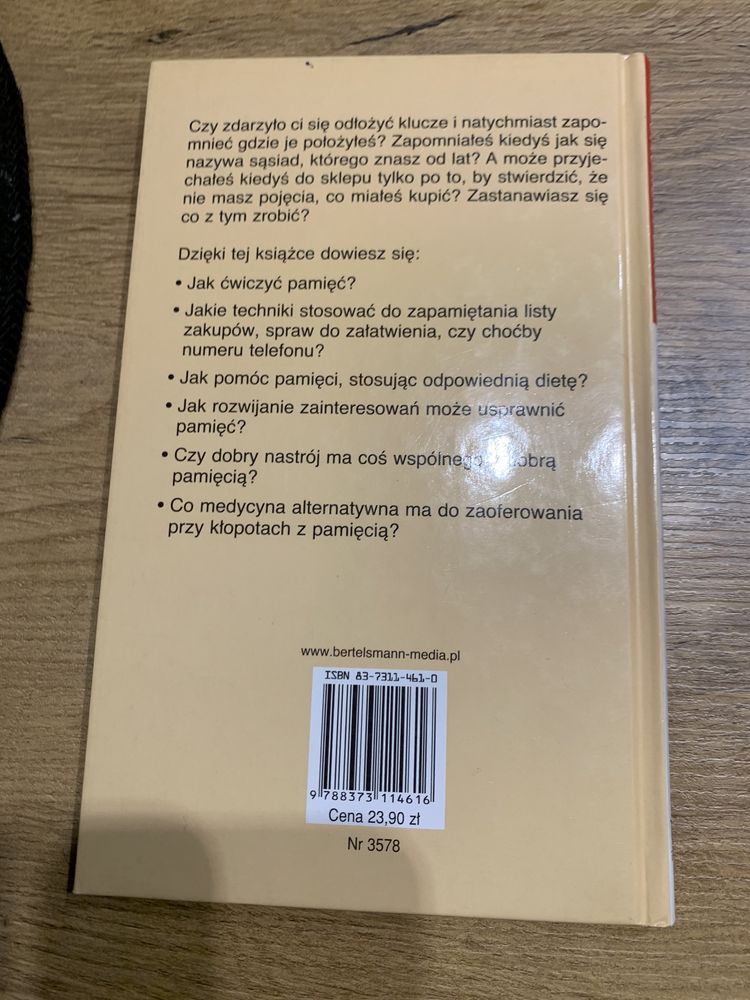 Czy zdarzyło ci się odłożyć klucze i natychmiast zapo-
mnieć gdzie je położyłeś? Zapomniałeś kiedyś jak się
nazywa sąsiad, którego znasz od lat? A może przyje-
chałeś kiedyś do sklepu tylko po to, by stwierdzić, że
nie masz pojęcia, co miałeś kupić? Zastanawiasz się
co z tym zrobić?
Dzięki tej książce dowiesz się:
• Jak ćwiczyć pamięć?
• Jakie techniki stosować do zapamiętania listy
zakupów, spraw do załatwienia, czy choćby
numeru telefonu?
• Jak pomóc pamięci, stosując odpowiednią dietę?
• Jak rozwijanie zainteresowań może usprawnić
pamięć?
• Czy dobry nastrój ma coś wspólnego dobrą
pamięcią?
• Co medycyna alternatywna ma do zaoferowania
przy kłopotach z pamięcią?
www.bertelsmann-media.pl
ISBN 83-7311-461-0
9 788373 114616
Cena 23,90 zł
Nr 3578